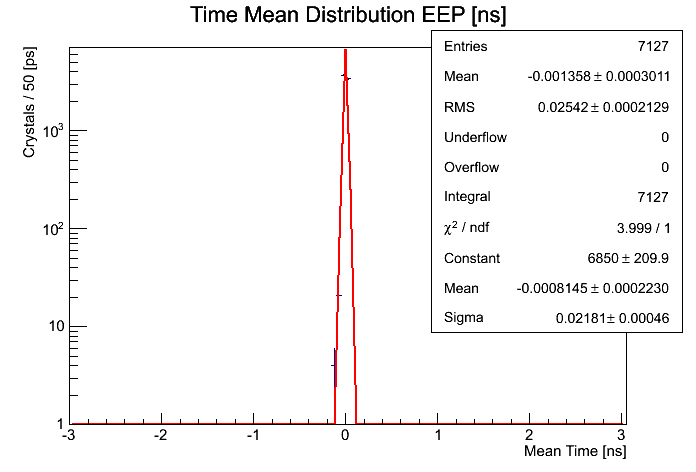 Time Mean Distribution EEP [ns]
Crystals / 50 [ps]
Entries 7127
Mean -0.001358 ± 0.0003011
RMS 0.02542 ± 0.0002129
Underflow 0
Overflow 0
Integral 7127
χ² / ndf 3.999 / 1
Constant 6850 ± 209.9
Mean -0.0008145 ± 0.0002230
Sigma 0.02181 ± 0.00046
10³
10²
10
1
-3 -2 -1 0 1 2 3
Mean Time [ns]